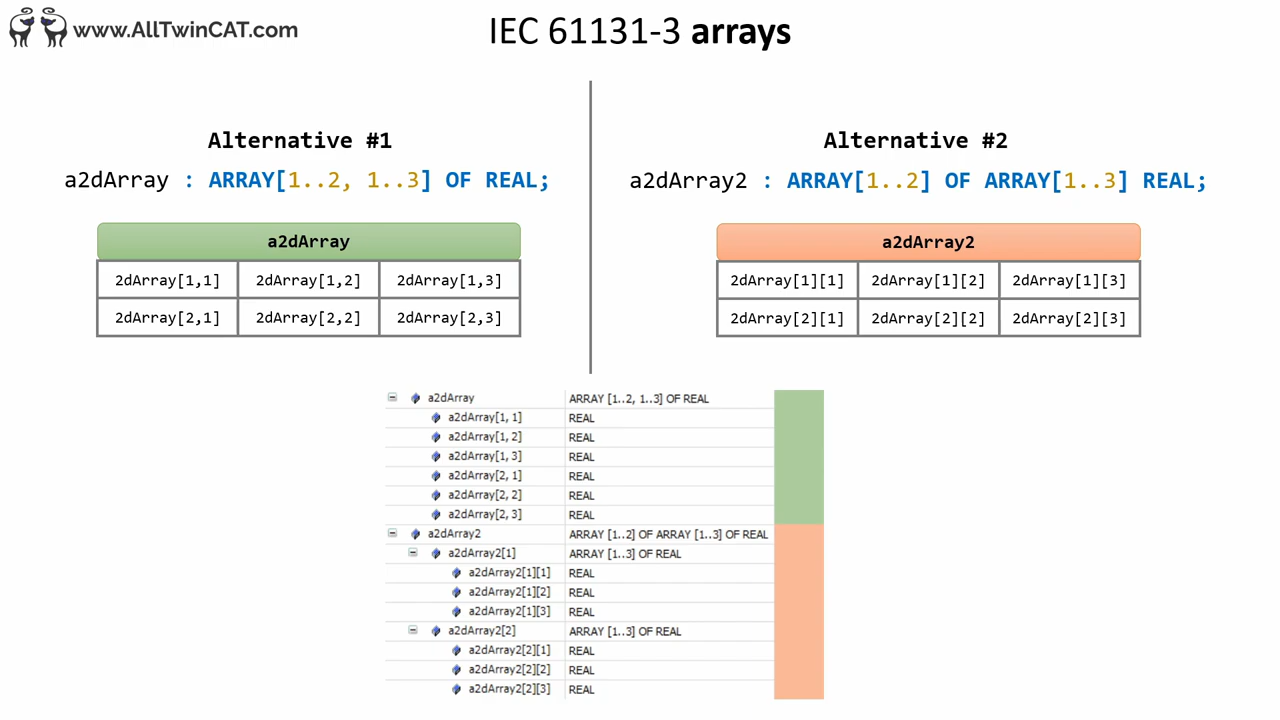 www.AllTwinCAT.com
IEC 61131-3 arrays
Alternative #1
a2dArray : ARRAY[1..2, 1..3] OF REAL;
a2dArray
2dArray[1,1] 2dArray[1,2] 2dArray[1,3]
2dArray[2,1] 2dArray[2,2] 2dArray[2,3]
Alternative #2
a2dArray2 : ARRAY[1..2] OF ARRAY[1..3] REAL;
a2dArray2
2dArray[1][1] 2dArray[1][2] 2dArray[1][3]
2dArray[2][1] 2dArray[2][2] 2dArray[2][3]
a2dArray ARRAY [1..2, 1..3] OF REAL
a2dArray[1, 1] REAL
a2dArray[1, 2] REAL
a2dArray[1, 3] REAL
a2dArray[2, 1] REAL
a2dArray[2, 2] REAL
a2dArray[2, 3] REAL
a2dArray2 ARRAY [1..2] OF ARRAY [1..3] OF REAL
a2dArray2[1] ARRAY [1..3] OF REAL
a2dArray2[1][1] REAL
a2dArray2[1][2] REAL
a2dArray2[1][3] REAL
a2dArray2[2] ARRAY [1..3] OF REAL
a2dArray2[2][1] REAL
a2dArray2[2][2] REAL
a2dArray2[2][3] REAL